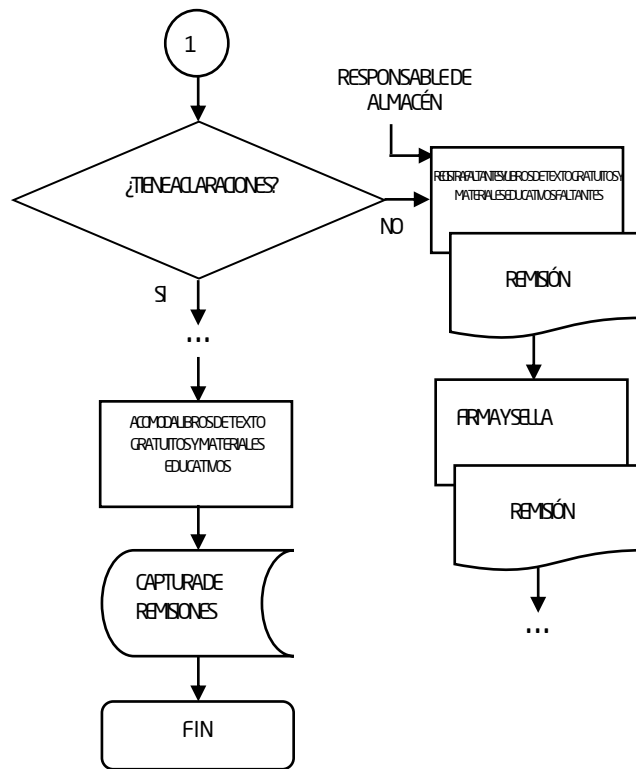 1
RESPONSABLE DE
ALMACÉN
¿TIENE ACLARACIONES?
REGISTRA FALTANTES Y LIBROS DE TEXTO GRATUITOS Y
MATERIALES EDUCATIVOS FALTANTES
NO
REMISIÓN
SI
...
FIRMA Y SELLA
ACOMODA LIBROS DE TEXTO
GRATUITOS Y MATERIALES
EDUCATIVOS
REMISIÓN
CAPTURA DE
REMISIONES
...
FIN